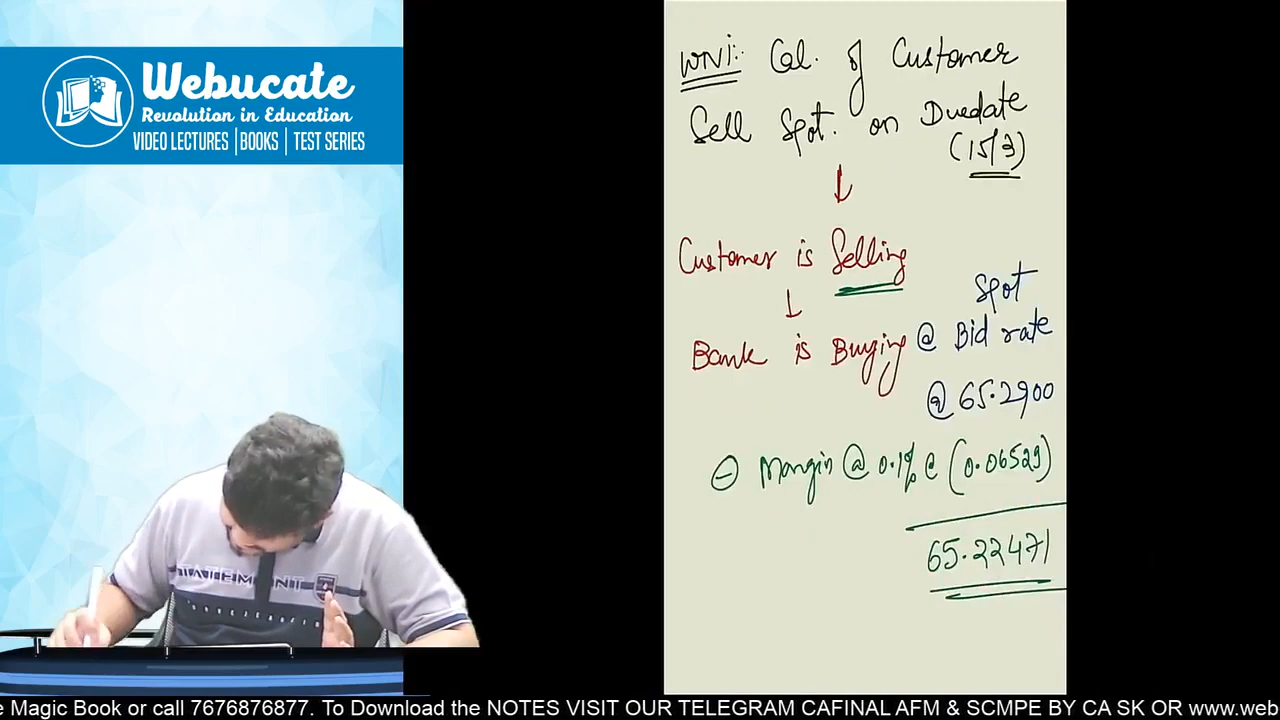 Webucate
Revolution in Education
VIDEO LECTURES | BOOKS | TEST SERIES
WN1:- Cal. of Customer
Sell Spot. on Duedate
(15/3)
↓
Customer is Selling
↓
Spot
Bank is Buying @ Bid rate
@ 65.2900
⊖ Margin @ 0.1% @ (0.06529)
65.22471
TATEMENT
e Magic Book or call 7676876877. To Download the NOTES VISIT OUR TELEGRAM CAFINAL AFM & SCMPE BY CA SK OR www.web